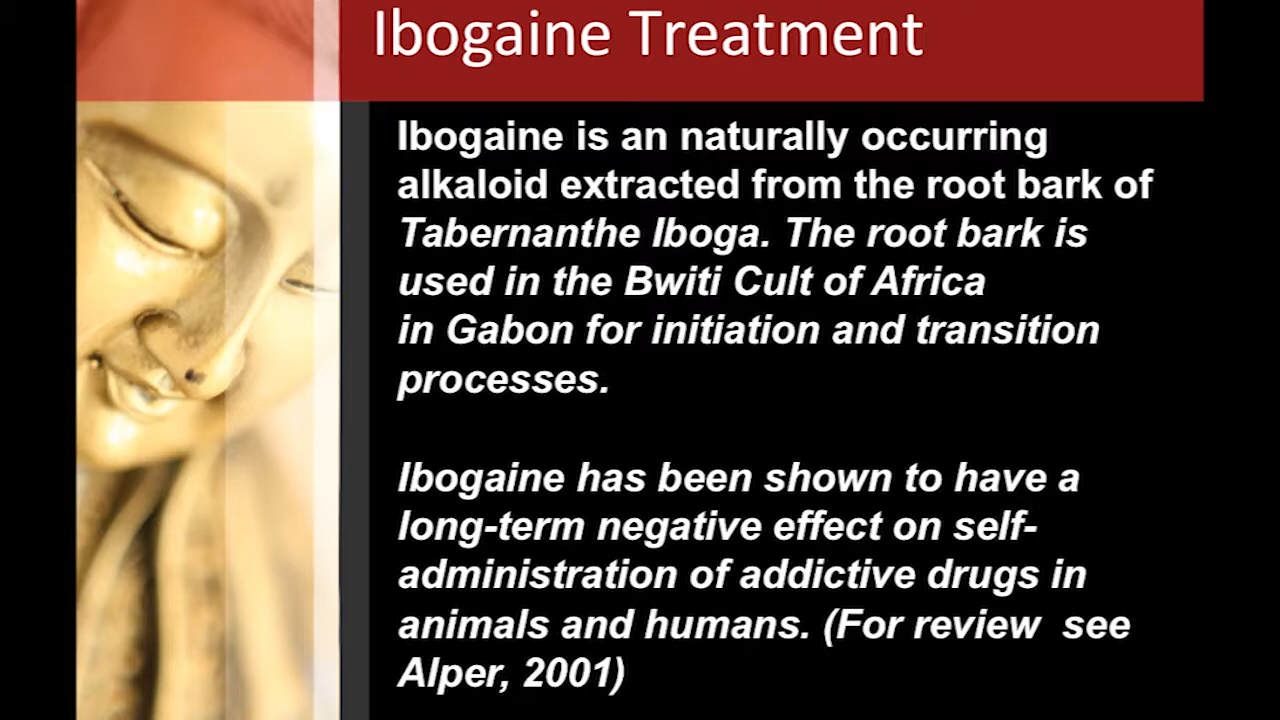 Ibogaine Treatment
Ibogaine is an naturally occurring
alkaloid extracted from the root bark of
Tabernanthe Iboga. The root bark is
used in the Bwiti Cult of Africa
in Gabon for initiation and transition
processes.
Ibogaine has been shown to have a
long-term negative effect on self-
administration of addictive drugs in
animals and humans. (For review  see
Alper, 2001)